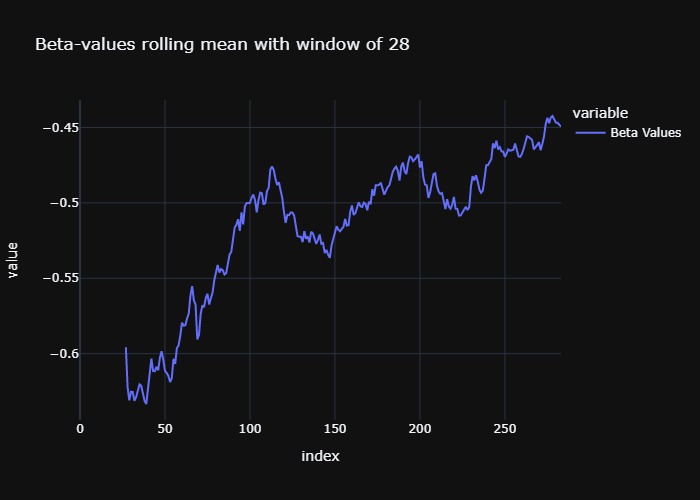 Beta-values rolling mean with window of 28
variable
Beta Values
−0.45
−0.5
−0.55
−0.6
value
0
50
100
150
200
250
index